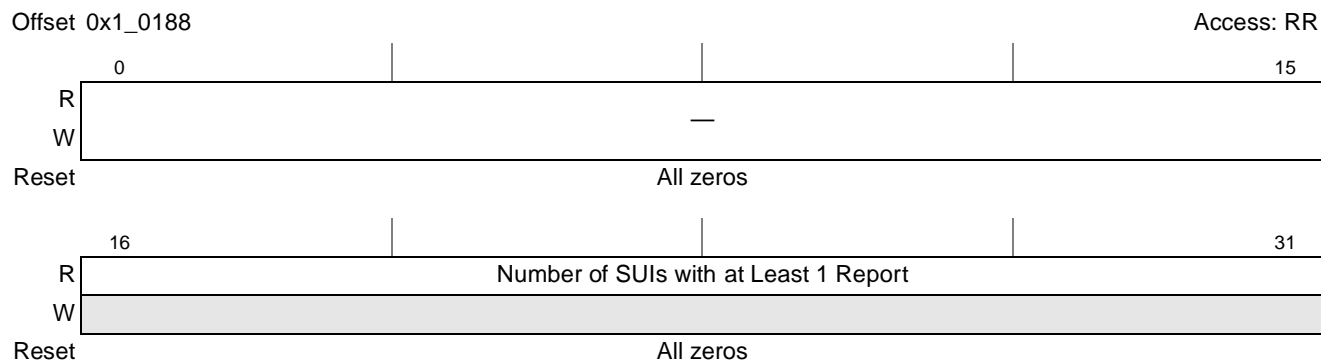 Offset 0x1_0188 Access: RR
0 15
R
—
W
Reset All zeros
16 31
R Number of SUIs with at Least 1 Report
W
Reset All zeros